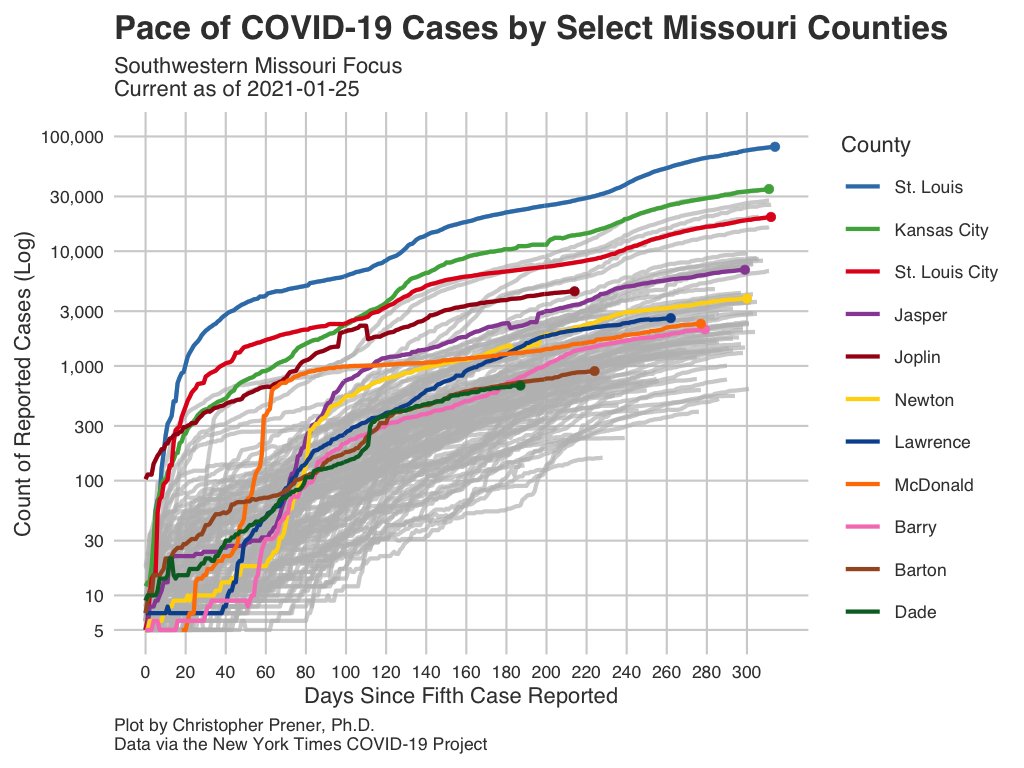 Pace of COVID-19 Cases by Select Missouri Counties
Southwestern Missouri Focus
Current as of 2021-01-25
Count of Reported Cases (Log)
100,000
30,000
10,000
3,000
1,000
300
100
30
10
5
0 20 40 60 80 100 120 140 160 180 200 220 240 260 280 300
Days Since Fifth Case Reported
County
St. Louis
Kansas City
St. Louis City
Jasper
Joplin
Newton
Lawrence
McDonald
Barry
Barton
Dade
Plot by Christopher Prener, Ph.D.
Data via the New York Times COVID-19 Project